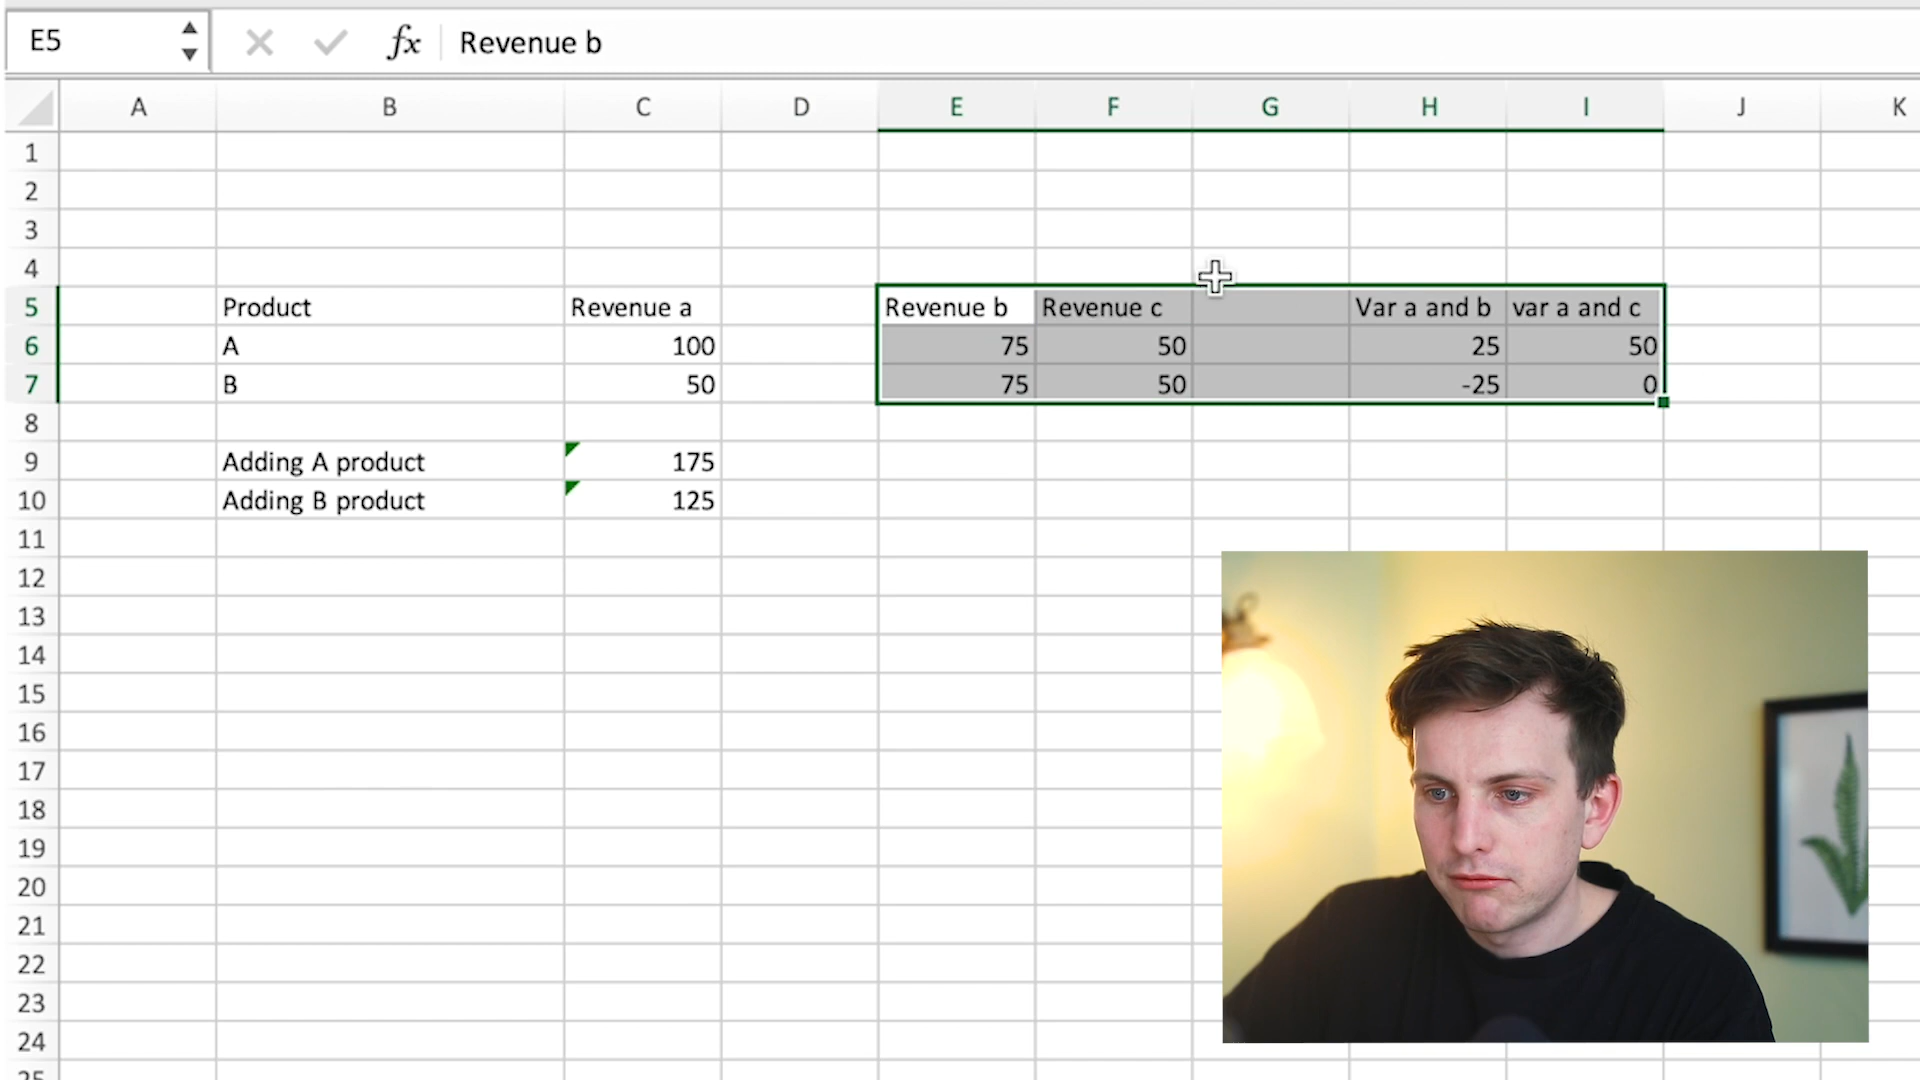 E5 fx Revenue b
A B C D E F G H I J K
1
2
3
4
5 Product Revenue a Revenue b Revenue c Var a and b var a and c
6 A 100 75 50 25 50
7 B 50 75 50 -25 0
8
9 Adding A product 175
10 Adding B product 125
11
12
13
14
15
16
17
18
19
20
21
22
23
24
25